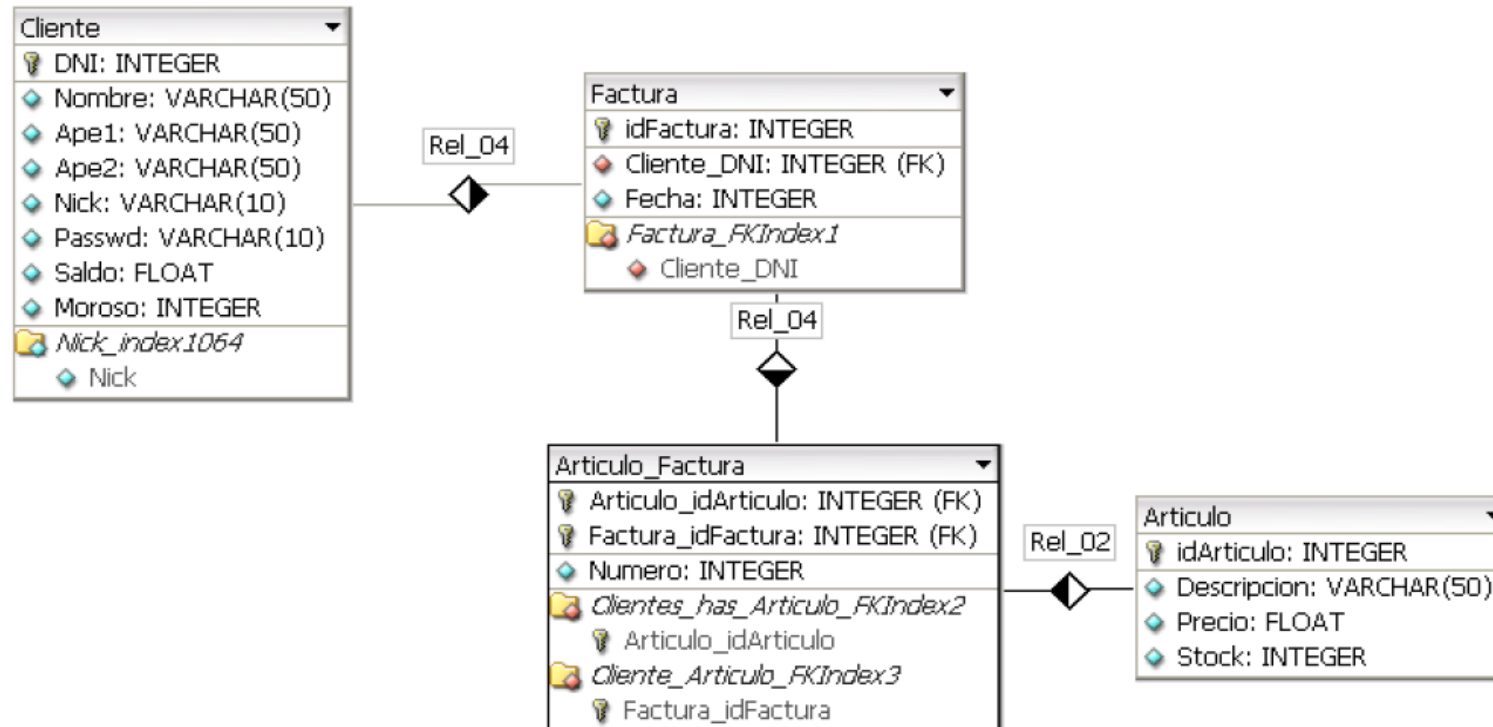 Cliente
DNI: INTEGER
Nombre: VARCHAR(50)
Ape1: VARCHAR(50)
Ape2: VARCHAR(50)
Nick: VARCHAR(10)
Passwd: VARCHAR(10)
Saldo: FLOAT
Moroso: INTEGER
Nick_index1064
Nick
Rel_04
Factura
idFactura: INTEGER
Cliente_DNI: INTEGER (FK)
Fecha: INTEGER
Factura_FKIndex1
Cliente_DNI
Rel_04
Articulo_Factura
Articulo_idArticulo: INTEGER (FK)
Factura_idFactura: INTEGER (FK)
Numero: INTEGER
Clientes_has_Articulo_FKIndex2
Articulo_idArticulo
Cliente_Articulo_FKIndex3
Factura_idFactura
Rel_02
Articulo
idArticulo: INTEGER
Descripcion: VARCHAR(50)
Precio: FLOAT
Stock: INTEGER